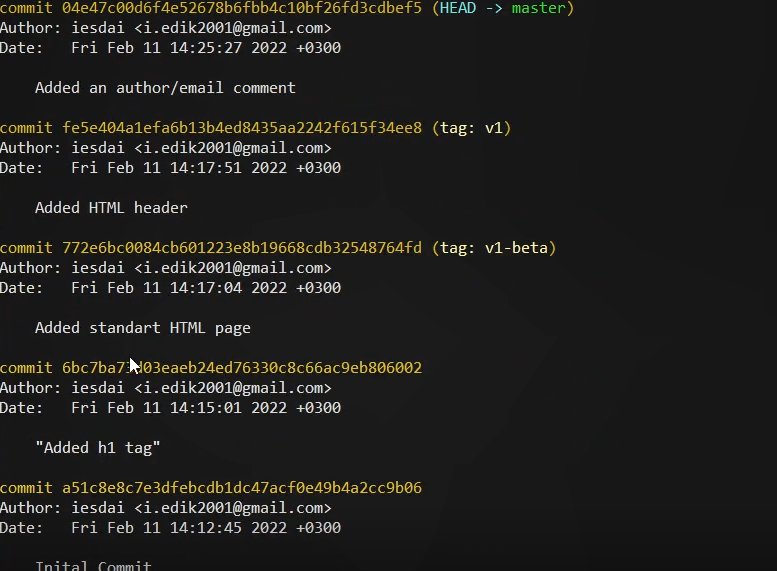 commit 04e47c00d6f4e52678b6fbb4c10bf26fd3cdbef5 (HEAD -> master)
Author: iesdai <i.edik2001@gmail.com>
Date:   Fri Feb 11 14:25:27 2022 +0300
Added an author/email comment
commit fe5e404a1efa6b13b4ed8435aa2242f615f34ee8 (tag: v1)
Author: iesdai <i.edik2001@gmail.com>
Date:   Fri Feb 11 14:17:51 2022 +0300
Added HTML header
commit 772e6bc0084cb601223e8b19668cdb32548764fd (tag: v1-beta)
Author: iesdai <i.edik2001@gmail.com>
Date:   Fri Feb 11 14:17:04 2022 +0300
Added standart HTML page
commit
Author: iesdai <i.edik2001@gmail.com>
Date:   Fri Feb 11 14:15:01 2022 +0300
"Added h1 tag"
commit a51c8e8c7e3dfebcdb1dc47acf0e49b4a2cc9b06
Author: iesdai <i.edik2001@gmail.com>
Date:   Fri Feb 11 14:12:45 2022 +0300
Inital Commit